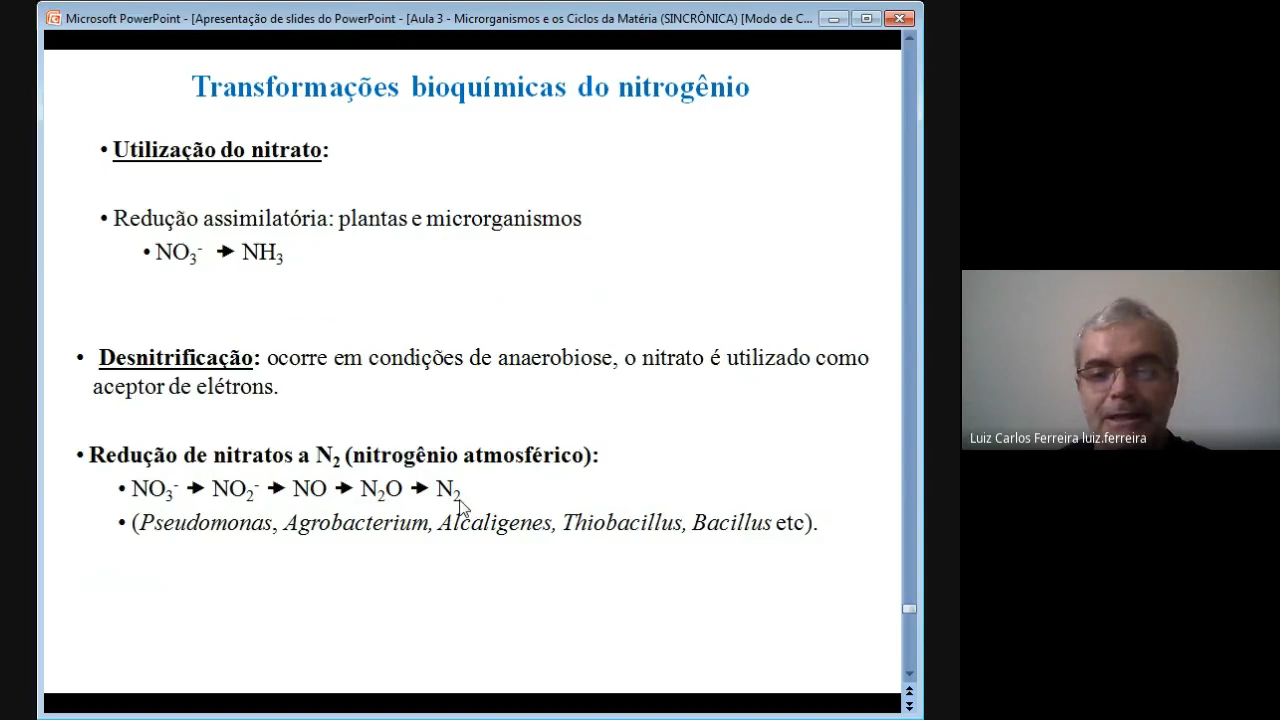 Microsoft PowerPoint - [Apresentação de slides do PowerPoint - [Aula 3 - Microrganismos e os Ciclos da Matéria (SINCRÔNICA) [Modo de C...
Transformações bioquímicas do nitrogênio
• Utilização do nitrato:
• Redução assimilatória: plantas e microrganismos
• NO₃⁻ → NH₃
• Desnitrificação: ocorre em condições de anaerobiose, o nitrato é utilizado como
aceptor de elétrons.
• Redução de nitratos a N₂ (nitrogênio atmosférico):
• NO₃⁻ → NO₂⁻ → NO → N₂O → N₂
• (Pseudomonas, Agrobacterium, Alcaligenes, Thiobacillus, Bacillus etc).
Luiz Carlos Ferreira luiz.ferreira